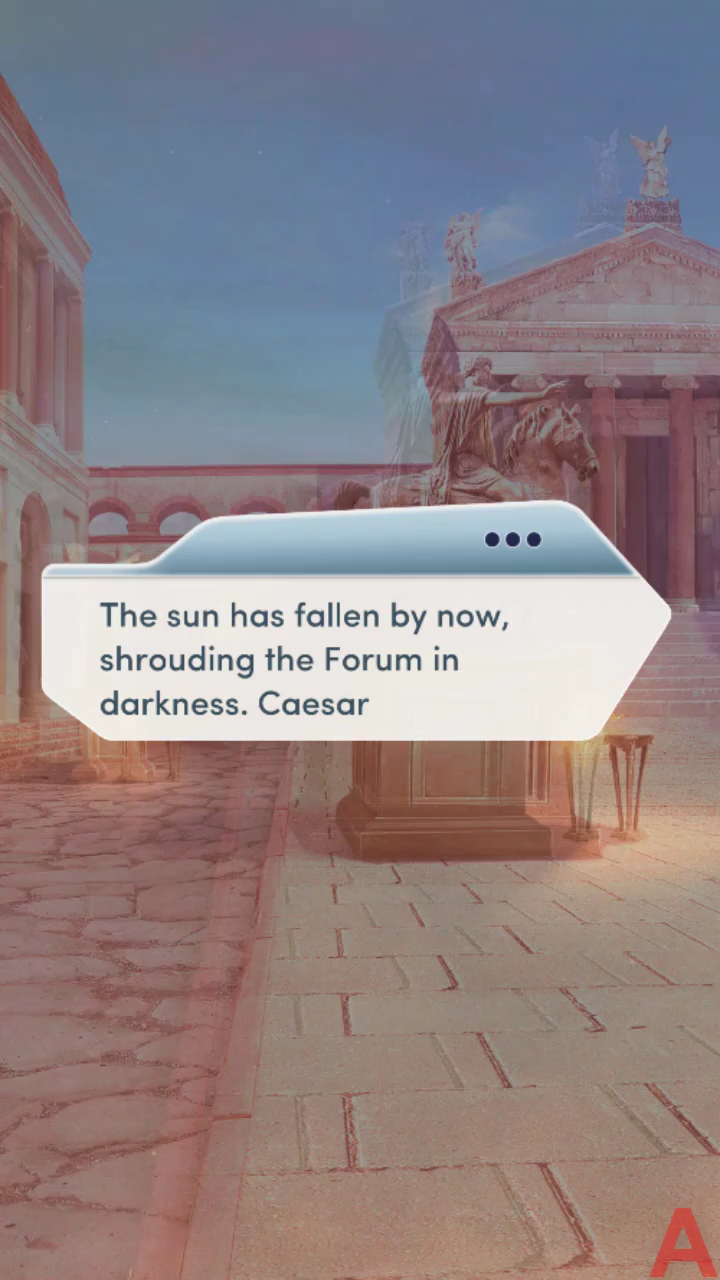 The sun has fallen by now,
shrouding the Forum in
darkness. Caesar
A